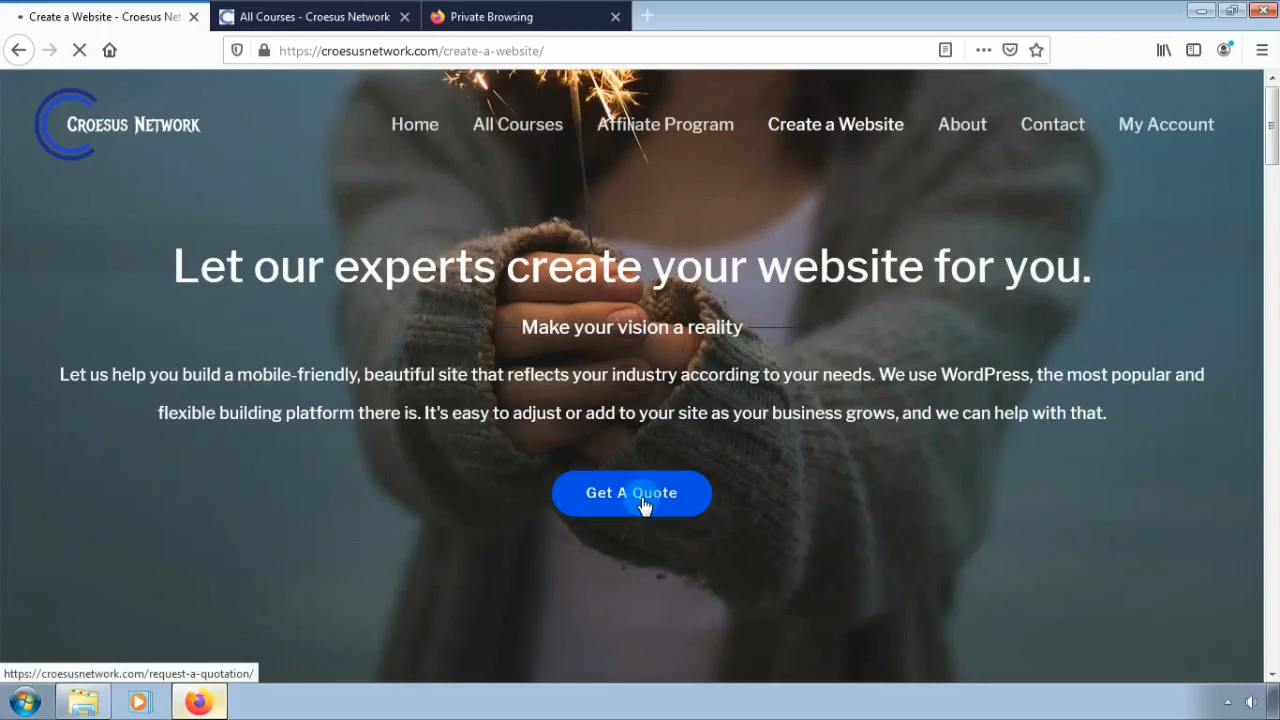 Create a Website - Croesus Net
All Courses - Croesus Network
Private Browsing
https://croesusnetwork.com/create-a-website/
CROESUS NETWORK
Home
All Courses
Affiliate Program
Create a Website
About
Contact
My Account
Let our experts create your website for you.
Make your vision a reality
Let us help you build a mobile-friendly, beautiful site that reflects your industry according to your needs. We use WordPress, the most popular and
flexible building platform there is. It's easy to adjust or add to your site as your business grows, and we can help with that.
Get A Quote
https://croesusnetwork.com/request-a-quotation/